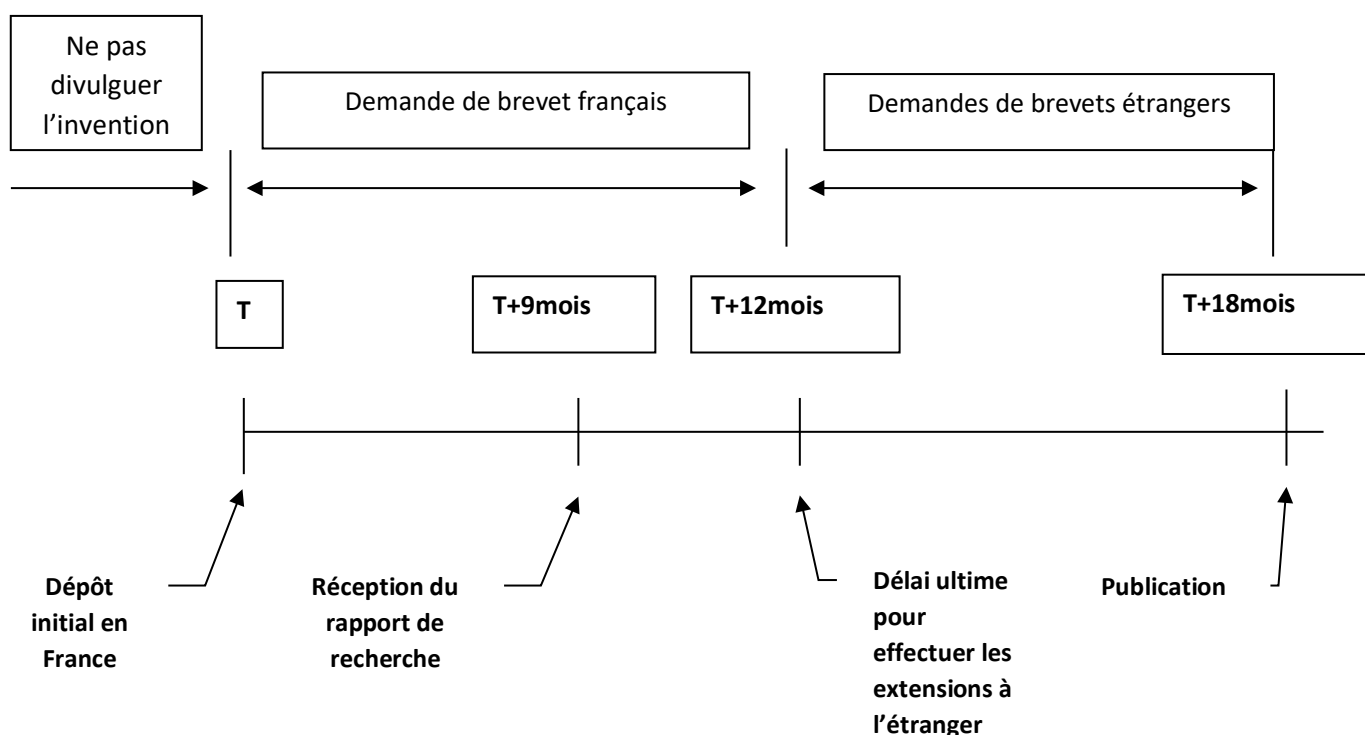 Ne pas
divulguer
l’invention
Demande de brevet français
Demandes de brevets étrangers
T
T+9mois
T+12mois
T+18mois
Dépôt
initial en
France
Réception du
rapport de
recherche
Délai ultime
pour
effectuer les
extensions à
l’étranger
Publication